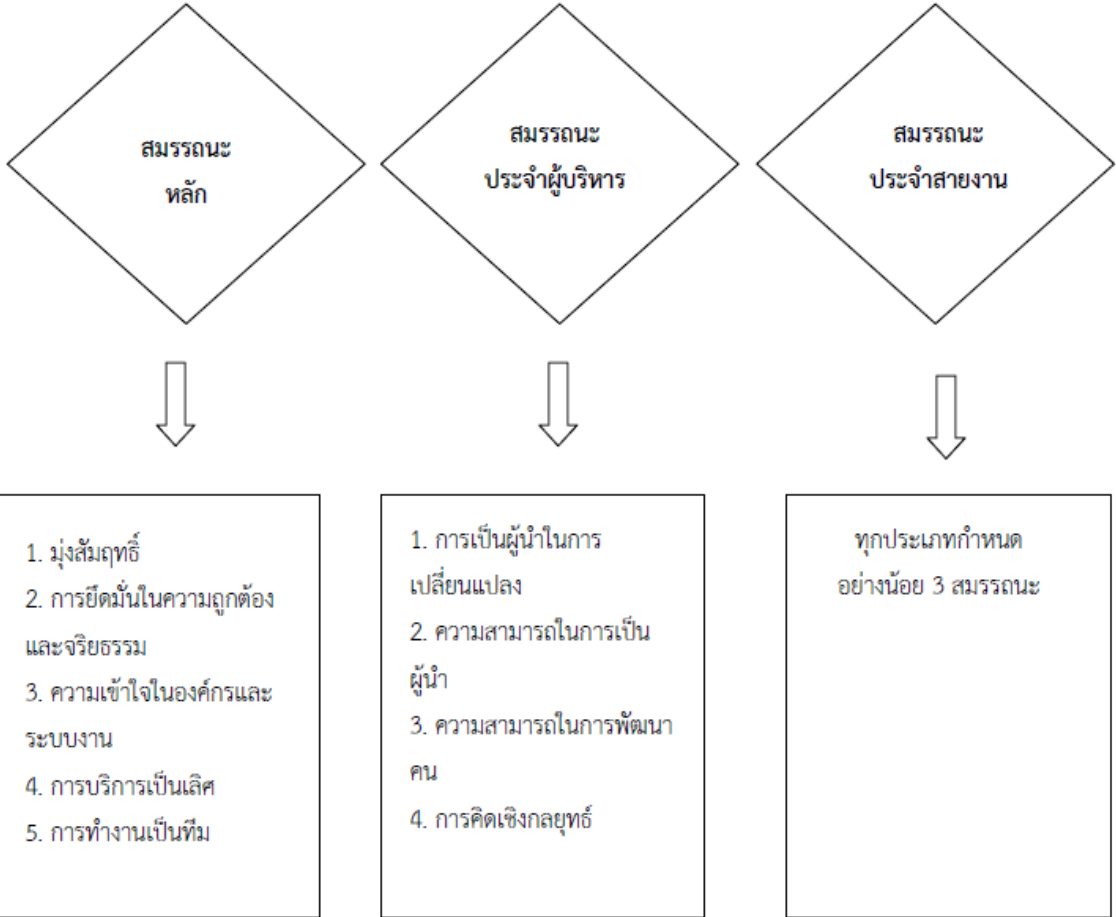 สมรรถนะ
หลัก
สมรรถนะ
ประจำผู้บริหาร
สมรรถนะ
ประจำสายงาน
1. มุ่งสัมฤทธิ์
2. การยึดมั่นในความถูกต้อง
และจริยธรรม
3. ความเข้าใจในองค์กรและ
ระบบงาน
4. การบริการเป็นเลิศ
5. การทำงานเป็นทีม
1. การเป็นผู้นำในการ
เปลี่ยนแปลง
2. ความสามารถในการเป็น
ผู้นำ
3. ความสามารถในการพัฒนา
คน
4. การคิดเชิงกลยุทธ์
ทุกประเภทกำหนด
อย่างน้อย 3 สมรรถนะ